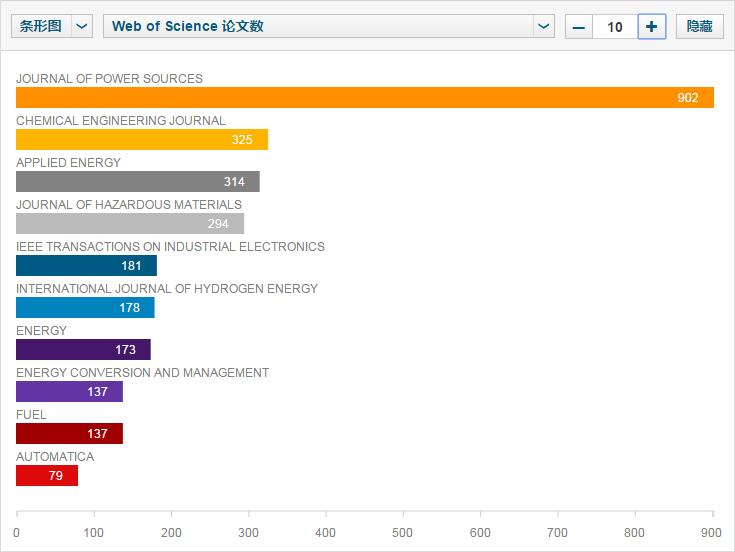 条形图 Web of Science 论文数 — 10 + 隐藏
JOURNAL OF POWER SOURCES
902
CHEMICAL ENGINEERING JOURNAL
325
APPLIED ENERGY
314
JOURNAL OF HAZARDOUS MATERIALS
294
IEEE TRANSACTIONS ON INDUSTRIAL ELECTRONICS
181
INTERNATIONAL JOURNAL OF HYDROGEN ENERGY
178
ENERGY
173
ENERGY CONVERSION AND MANAGEMENT
137
FUEL
137
AUTOMATICA
79
0 100 200 300 400 500 600 700 800 900